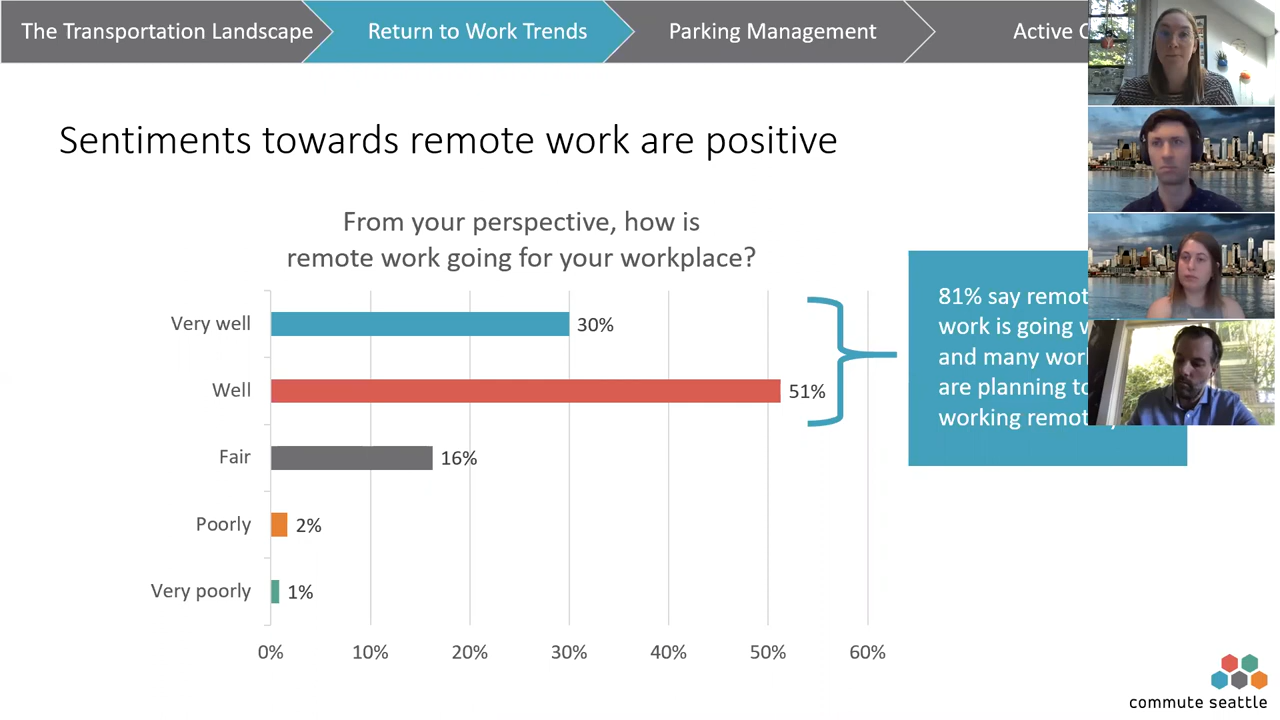 The Transportation Landscape
Return to Work Trends
Parking Management
Active
Sentiments towards remote work are positive
From your perspective, how is
remote work going for your workplace?
Very well
30%
Well
51%
Fair
16%
Poorly
2%
Very poorly
1%
0% 10% 20% 30% 40% 50% 60%
81% say
work is going
and many
are planning
working
commute seattle